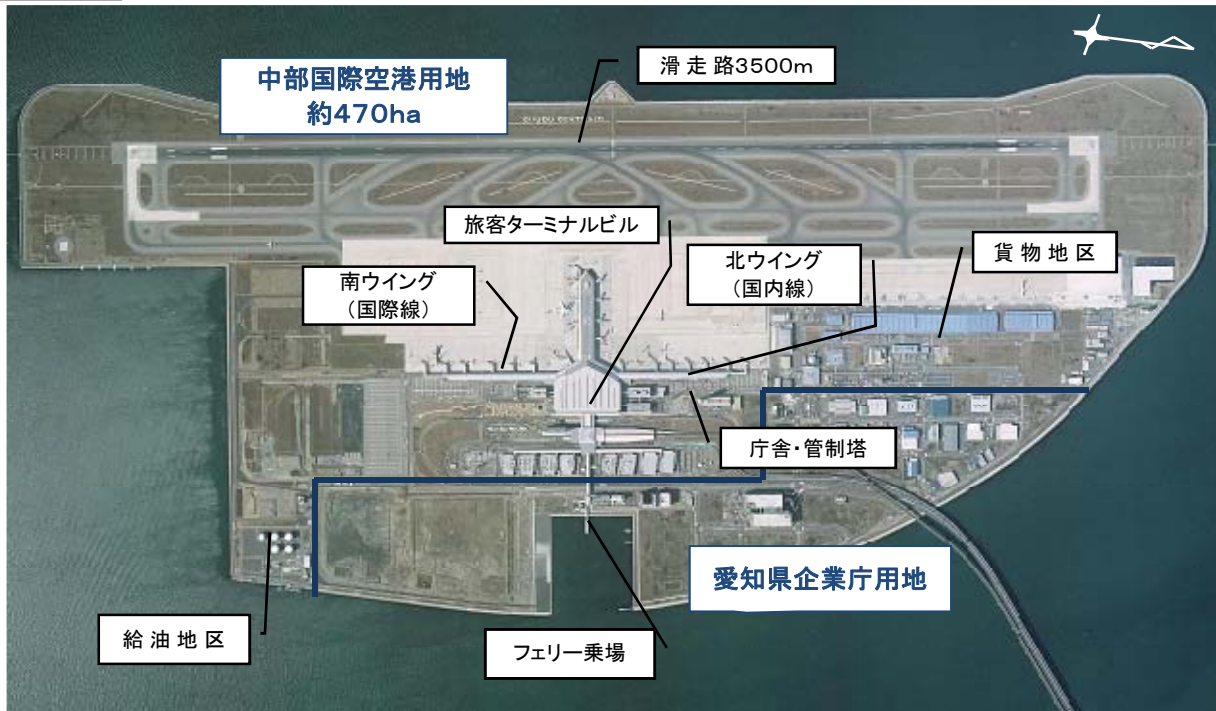 滑走路3500m
中部国際空港用地
約470ha
旅客ターミナルビル
北ウイング
（国内線）
貨物地区
南ウイング
（国際線）
庁舎・管制塔
愛知県企業庁用地
給油地区
フェリー乗場